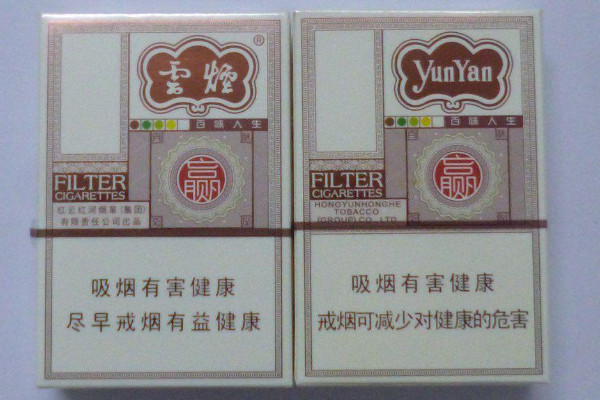 雲煙®
百味人生
赢
FILTER
CIGARETTES
红云红河烟草(集团)
有限责任公司出品
吸烟有害健康
尽早戒烟有益健康
YunYan
百味人生
赢
FILTER
CIGARETTES
HONGYUNHONGHE
TOBACCO
(GROUP) CO., LTD
吸烟有害健康
戒烟可减少对健康的危害